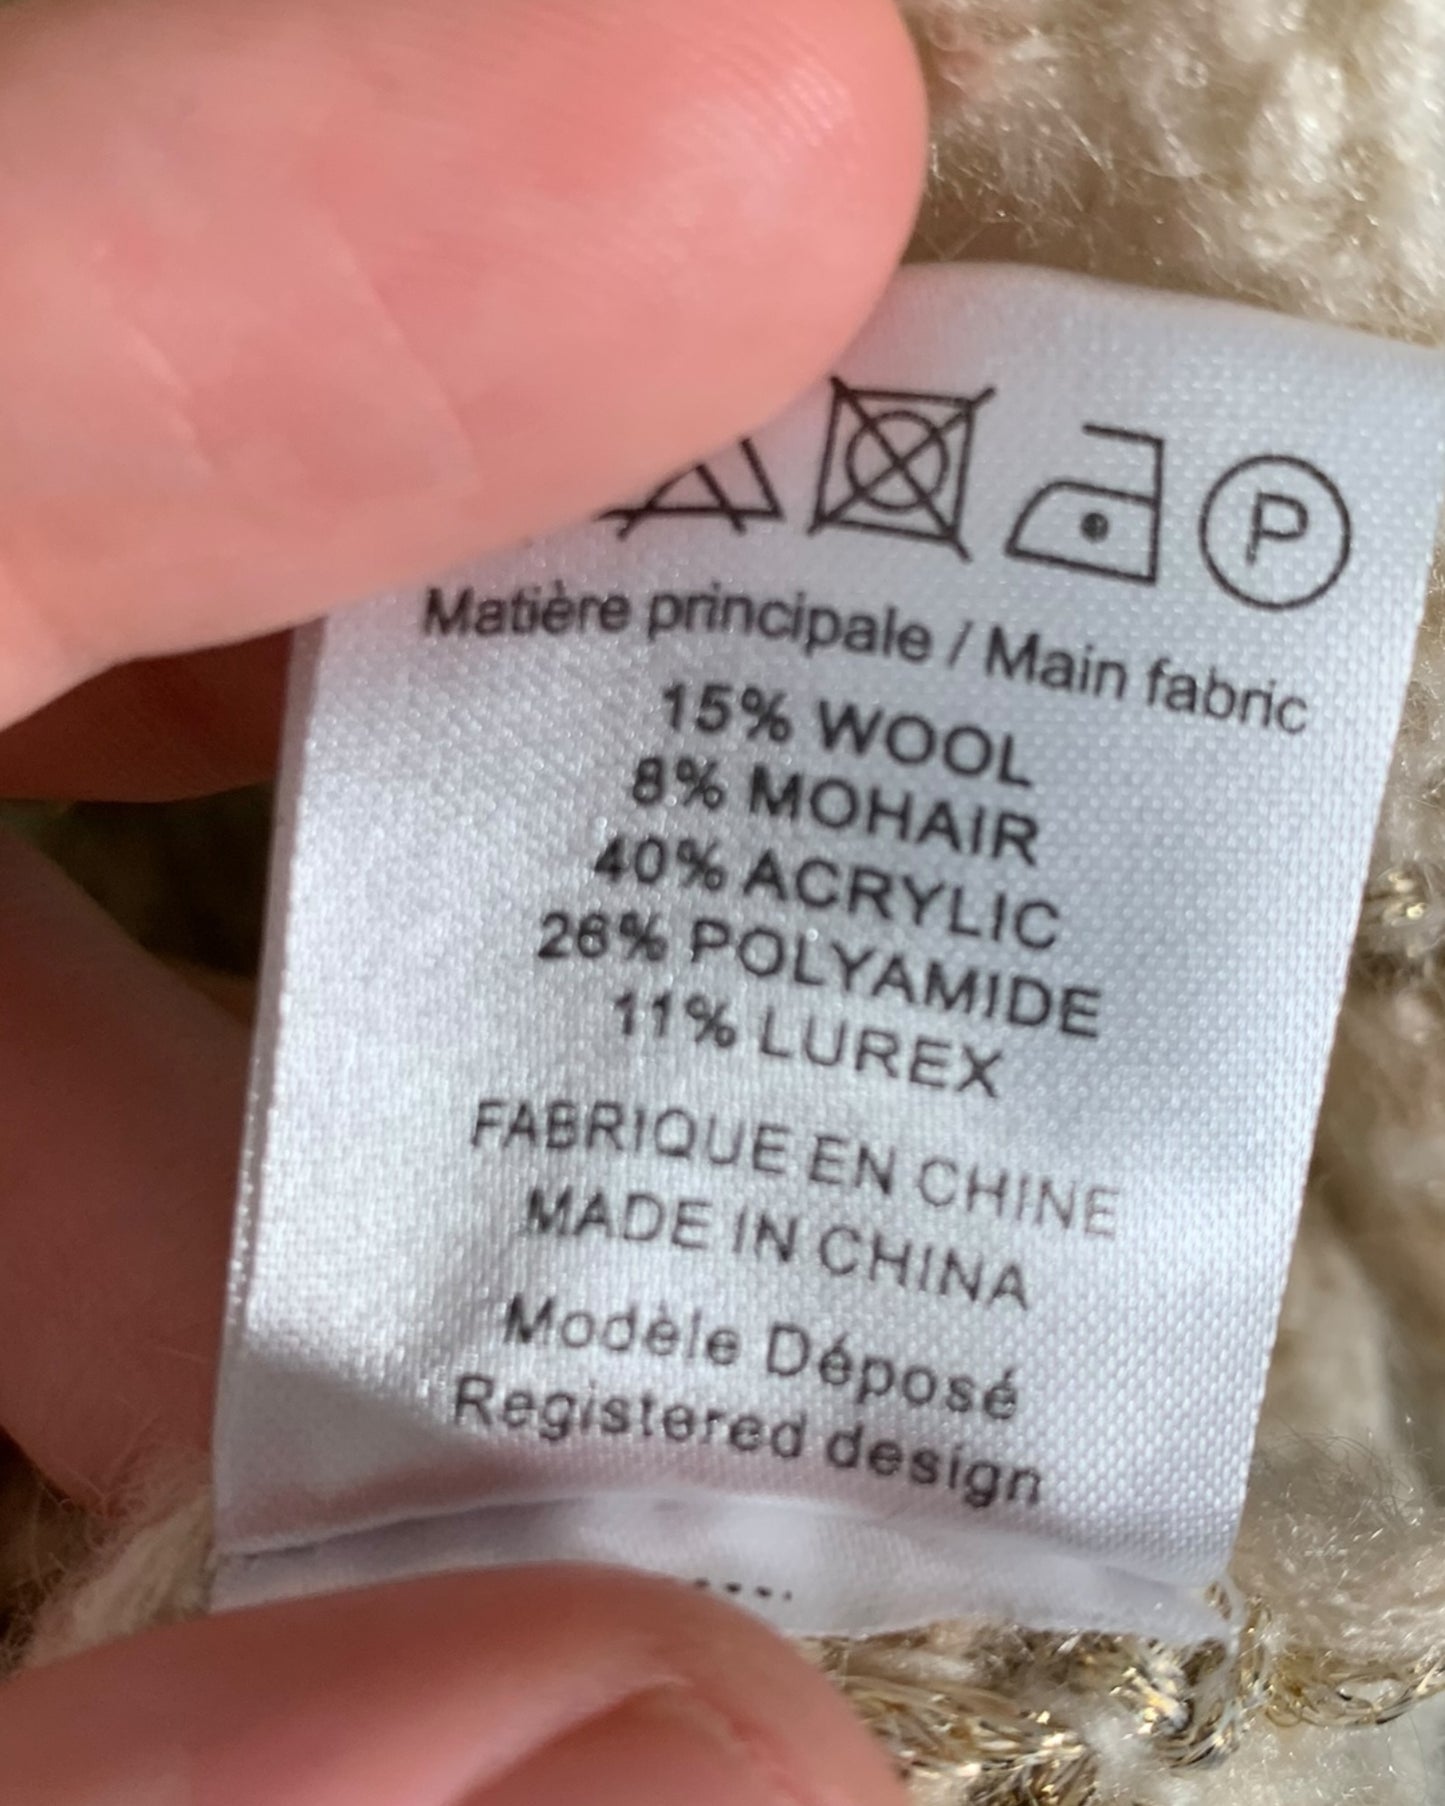 P
Matière principale / Main fabric
15% WOOL
8% MOHAIR
40% ACRYLIC
26% POLYAMIDE
11% LUREX
FABRIQUE EN CHINE
MADE IN CHINA
Modèle Déposé
Registered design